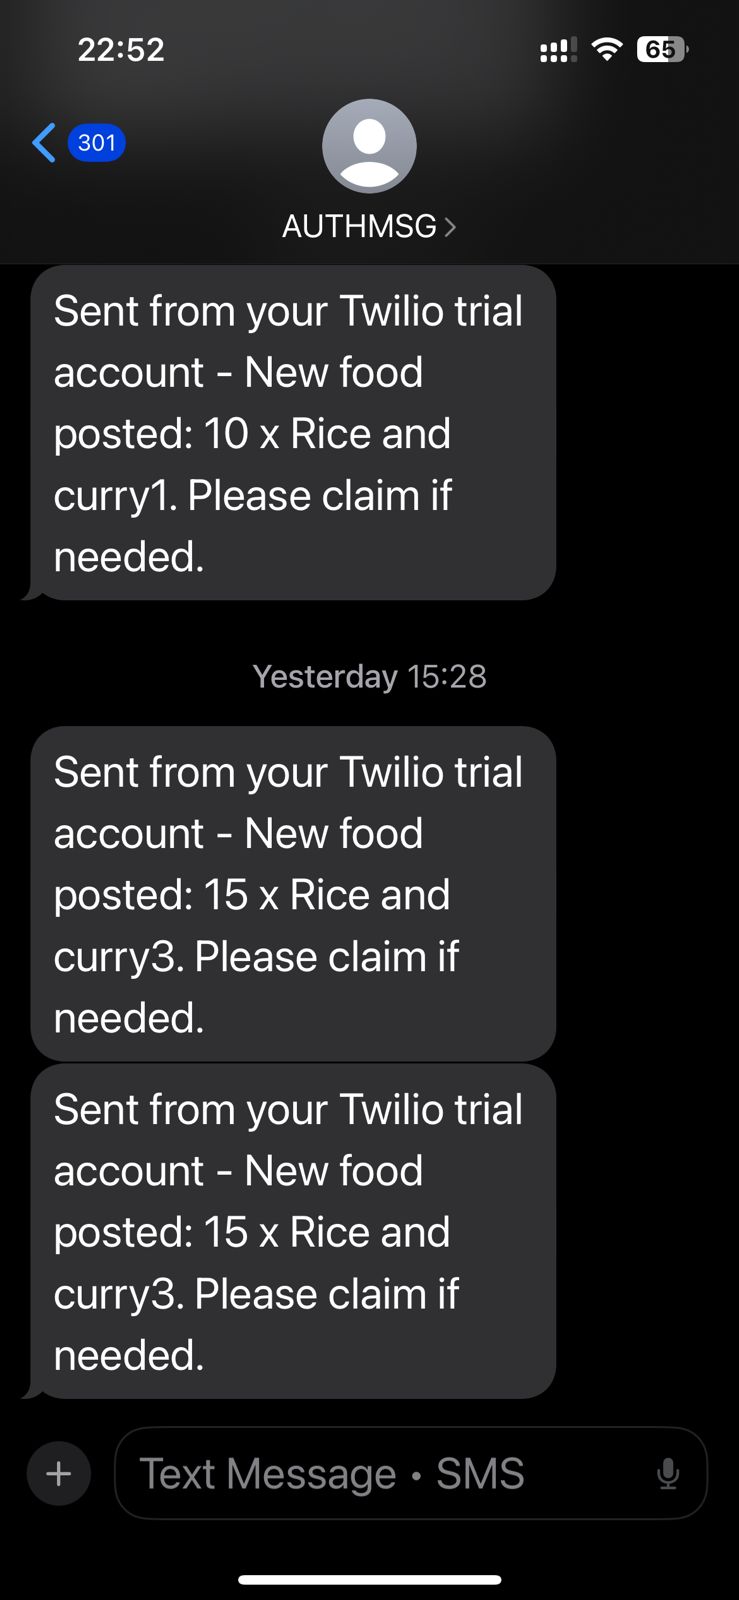 22:52
65
301
AUTHMSG
Sent from your Twilio trial
account - New food
posted: 10 x Rice and
curry1. Please claim if
needed.
Yesterday 15:28
Sent from your Twilio trial
account - New food
posted: 15 x Rice and
curry3. Please claim if
needed.
Sent from your Twilio trial
account - New food
posted: 15 x Rice and
curry3. Please claim if
needed.
Text Message • SMS